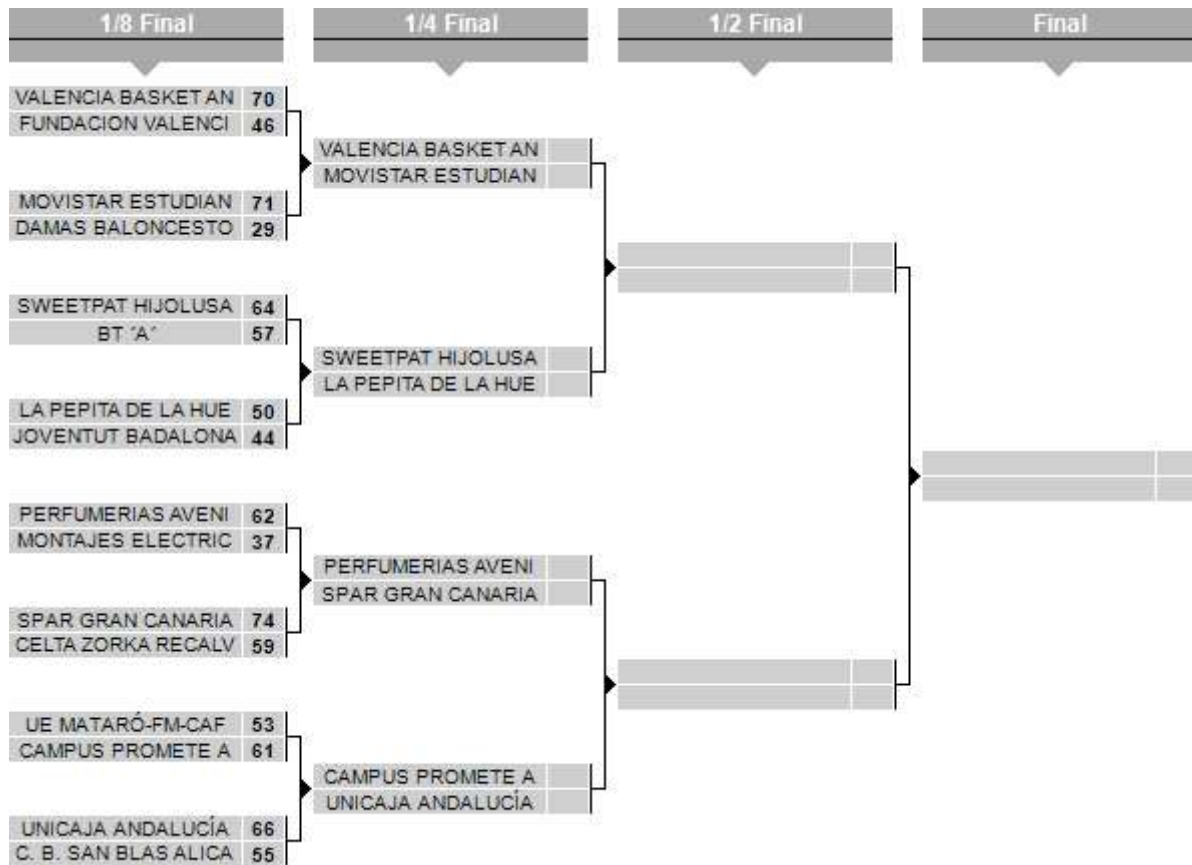 1/8 Final
1/4 Final
1/2 Final
Final
VALENCIA BASKET AN 70
FUNDACION VALENCI 46
MOVISTAR ESTUDIAN 71
DAMAS BALONCESTO 29
SWEETPAT HIJOLUSA 64
BT ´A´ 57
LA PEPITA DE LA HUE 50
JOVENTUT BADALONA 44
PERFUMERIAS AVENI 62
MONTAJES ELECTRIC 37
SPAR GRAN CANARIA 74
CELTA ZORKA RECALV 59
UE MATARÓ-FM-CAF 53
CAMPUS PROMETE A 61
UNICAJA ANDALUCÍA 66
C. B. SAN BLAS ALICA 55
VALENCIA BASKET AN
MOVISTAR ESTUDIAN
SWEETPAT HIJOLUSA
LA PEPITA DE LA HUE
PERFUMERIAS AVENI
SPAR GRAN CANARIA
CAMPUS PROMETE A
UNICAJA ANDALUCÍA